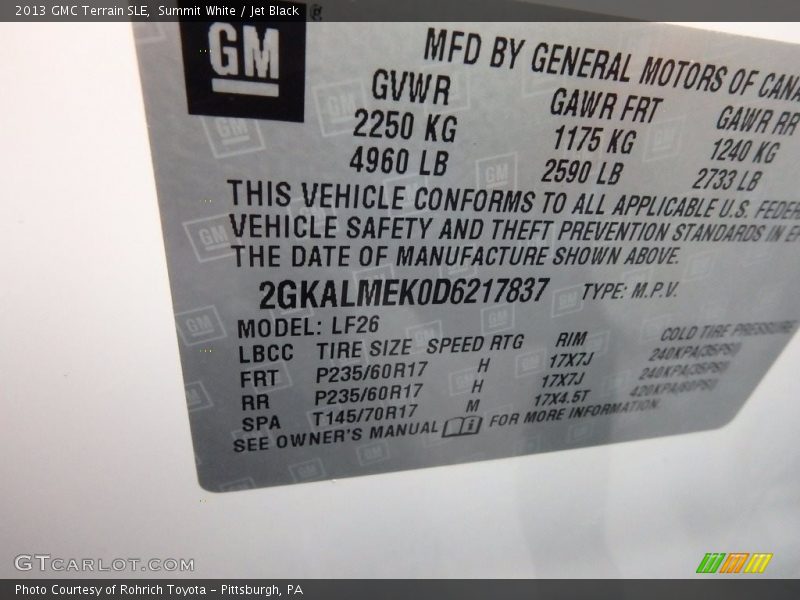 2013 GMC Terrain SLE, Summit White / Jet Black
GM
®
MFD BY GENERAL MOTORS OF CANA
GVWR GAWR FRT GAWR RR
2250 KG 1175 KG 1240 KG
4960 LB 2590 LB 2733 LB
THIS VEHICLE CONFORMS TO ALL APPLICABLE U.S. FEDER
VEHICLE SAFETY AND THEFT PREVENTION STANDARDS IN EF
THE DATE OF MANUFACTURE SHOWN ABOVE.
2GKALMEK0D6217837 TYPE: M.P.V.
MODEL: LF26
LBCC TIRE SIZE SPEED RTG RIM COLD TIRE PRESSURE
FRT P235/60R17 H 17X7J 240KPA(35PSI)
RR P235/60R17 H 17X7J 240KPA(35PSI)
SPA T145/70R17 M 17X4.5T 420KPA(60PSI)
SEE OWNER'S MANUAL FOR MORE INFORMATION.
GTCARLOT.COM
Photo Courtesy of Rohrich Toyota - Pittsburgh, PA